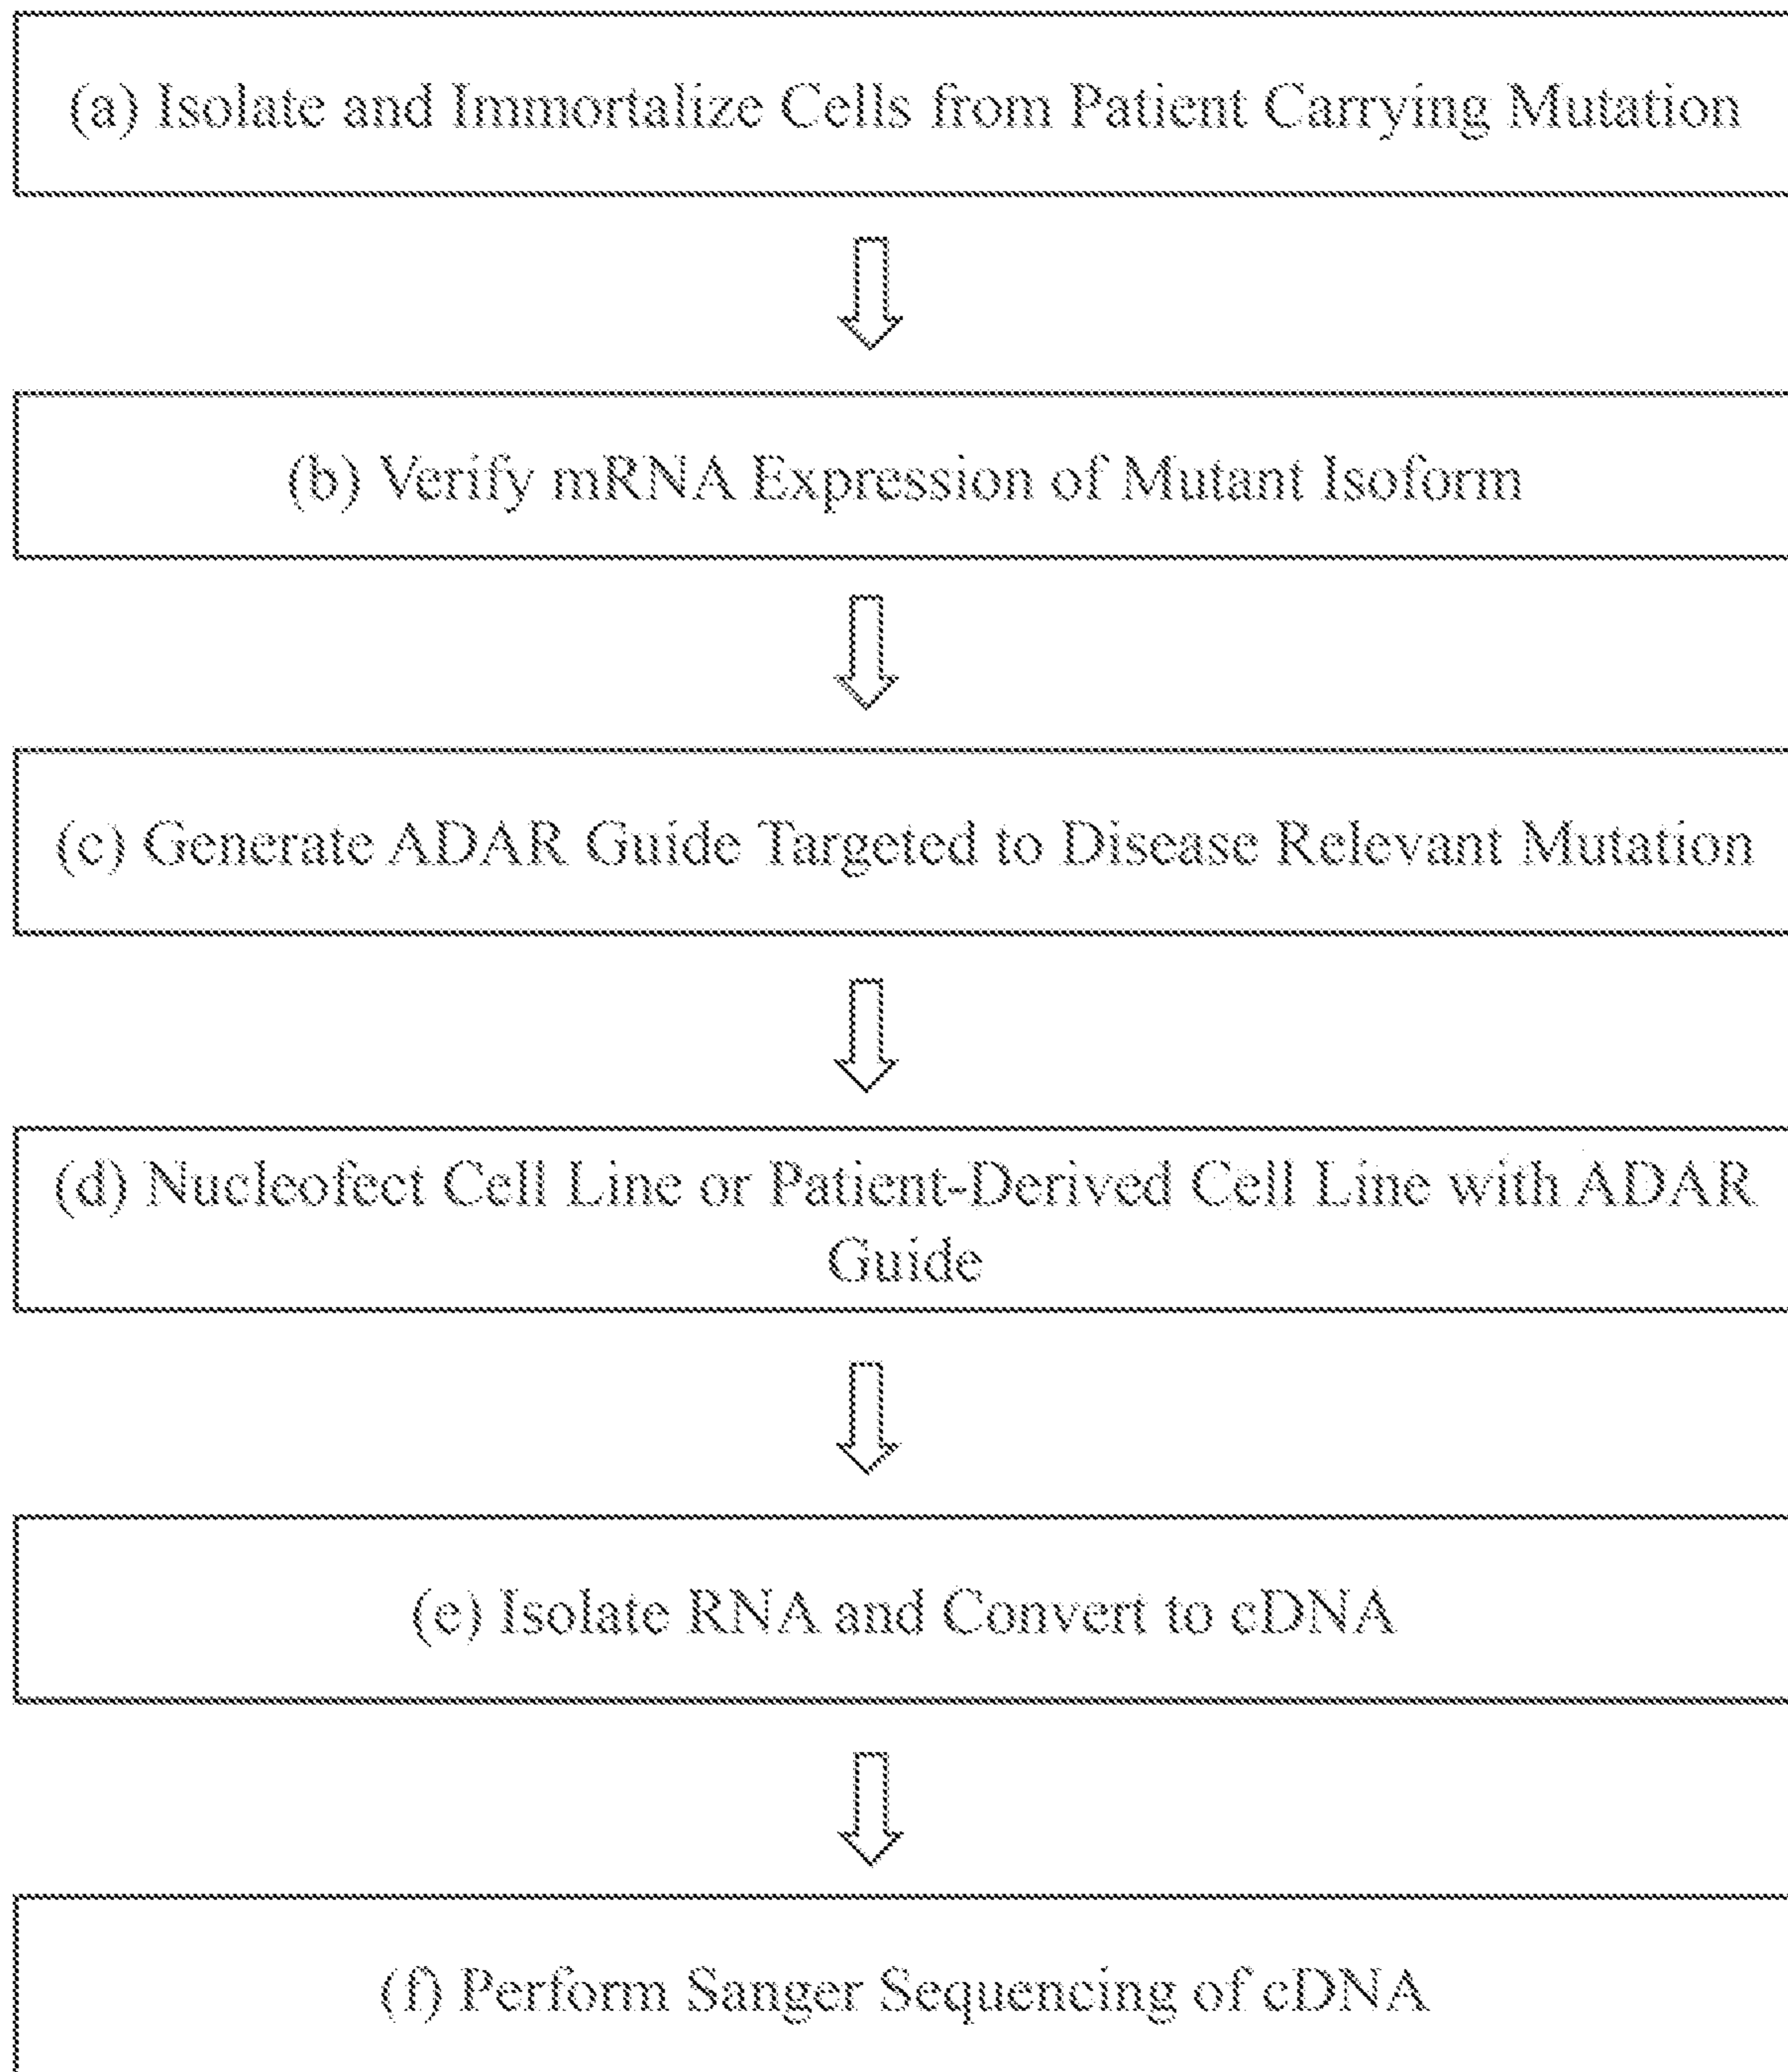 (a) Isolate and Immortalize Cells from Patient Carrying Mutation
(b) Verify mRNA Expression of Mutant Isoform
(c) Generate ADAR Guide Targeted to Disease Relevant Mutation
(d) Nucleofect Cell Line or Patient-Derived Cell Line with ADAR
Guide
(e) Isolate RNA and Convert to cDNA
(f) Perform Sanger Sequencing of cDNA